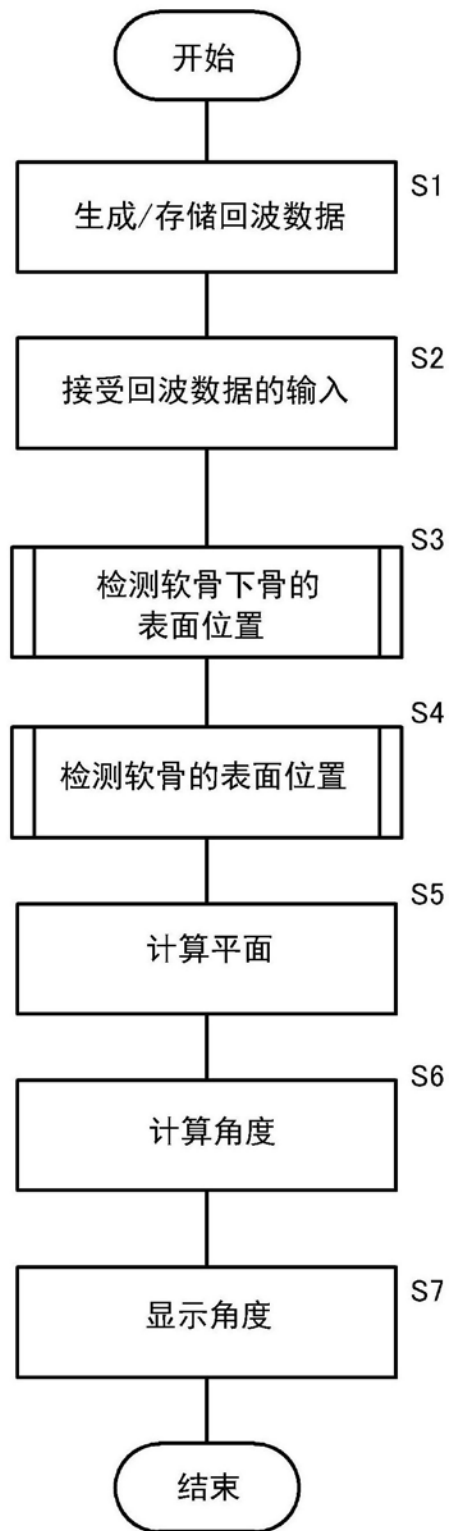 开始
S1
生成/存储回波数据
S2
接受回波数据的输入
S3
检测软骨下骨的
表面位置
S4
检测软骨的表面位置
S5
计算平面
S6
计算角度
S7
显示角度
结束